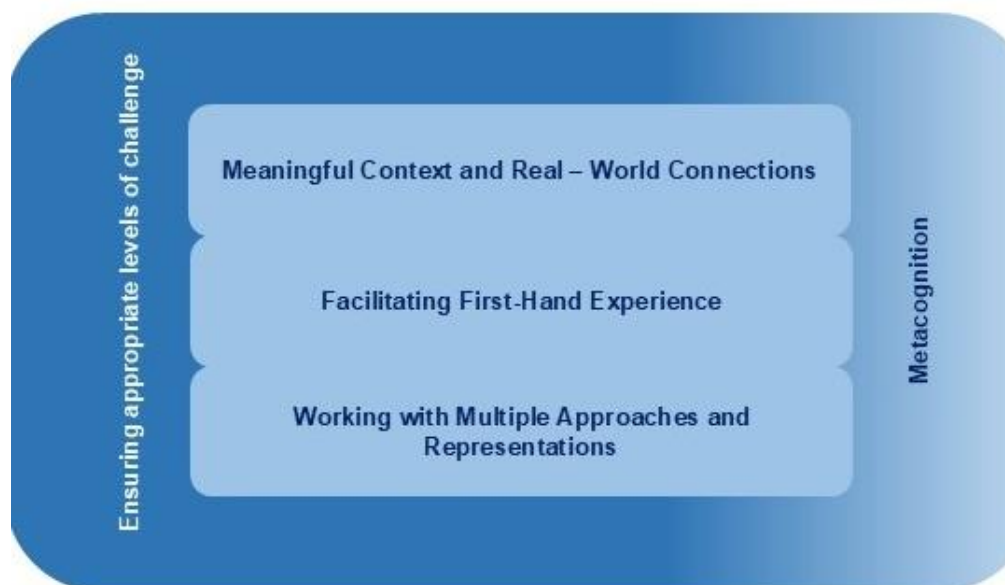 Ensuring appropriate levels of challenge
Meaningful Context and Real – World Connections
Facilitating First-Hand Experience
Working with Multiple Approaches and
Representations
Metacognition